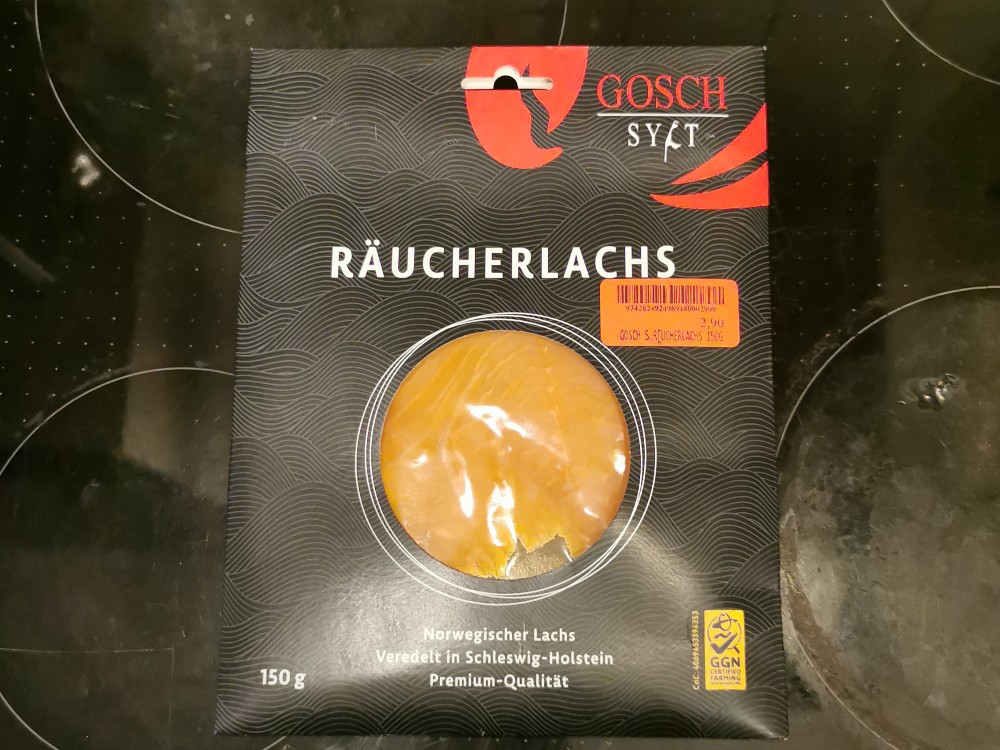 GOSCH
SYLT
RÄUCHERLACHS
2,90
GOSCH S.RÄUCHERLACHS 150G
Norwegischer Lachs
Veredelt in Schleswig-Holstein
Premium-Qualität
150 g
GGN
CERTIFIED
FARMING